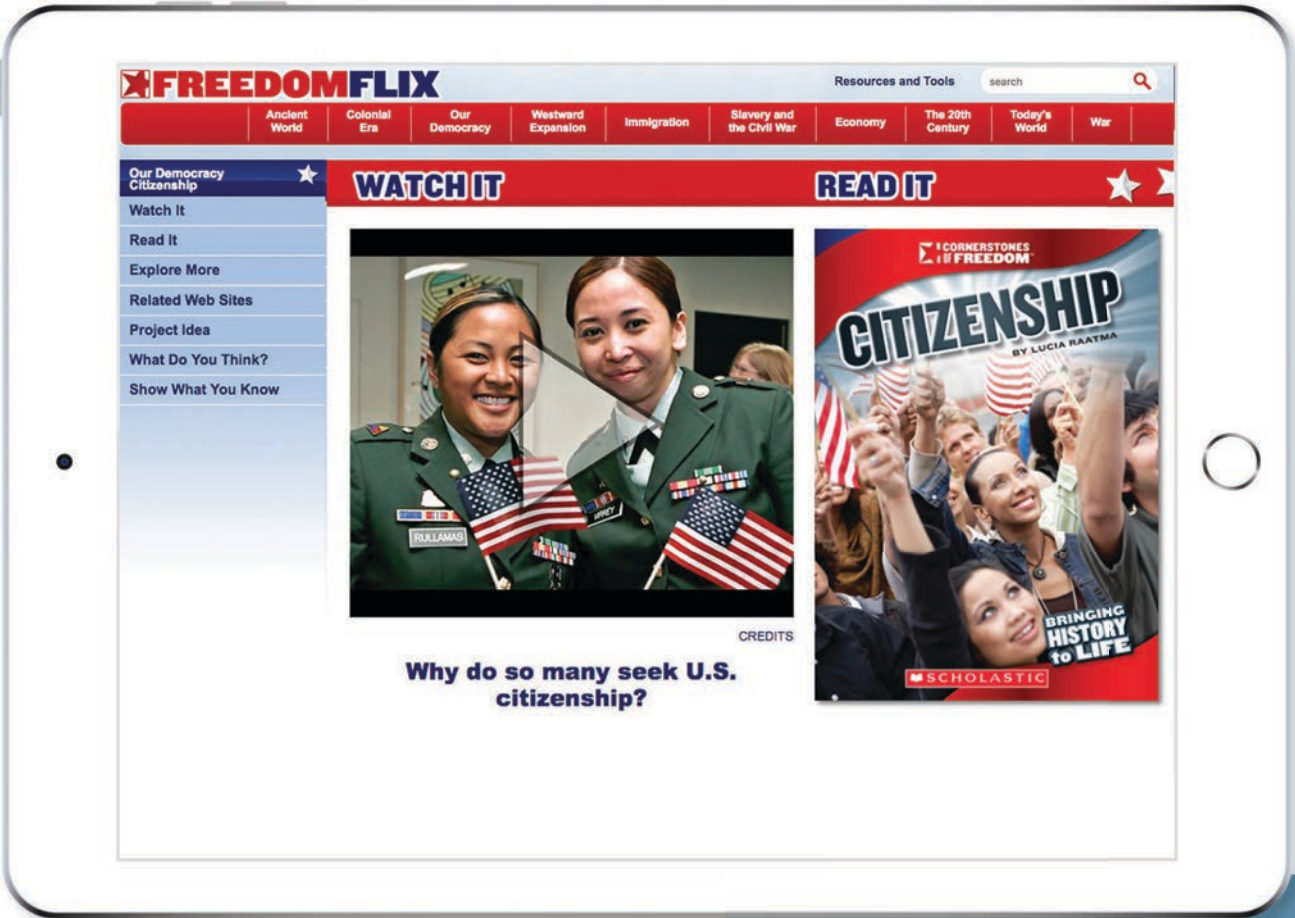 FREEDOMFLIX
Resources and Tools
search
Ancient
World
Colonial
Era
Our
Democracy
Westward
Expansion
Immigration
Slavery and
the Civil War
Economy
The 20th
Century
Today's
World
War
Our Democracy
Citizenship
Watch It
Read It
Explore More
Related Web Sites
Project Idea
What Do You Think?
Show What You Know
WATCH IT
RULLAMAS
CREDITS
Why do so many seek U.S.
citizenship?
READ IT
CORNERSTONES
OF FREEDOM
CITIZENSHIP
BY LUCIA RAATMA
BRINGING
HISTORY
to LIFE
SCHOLASTIC